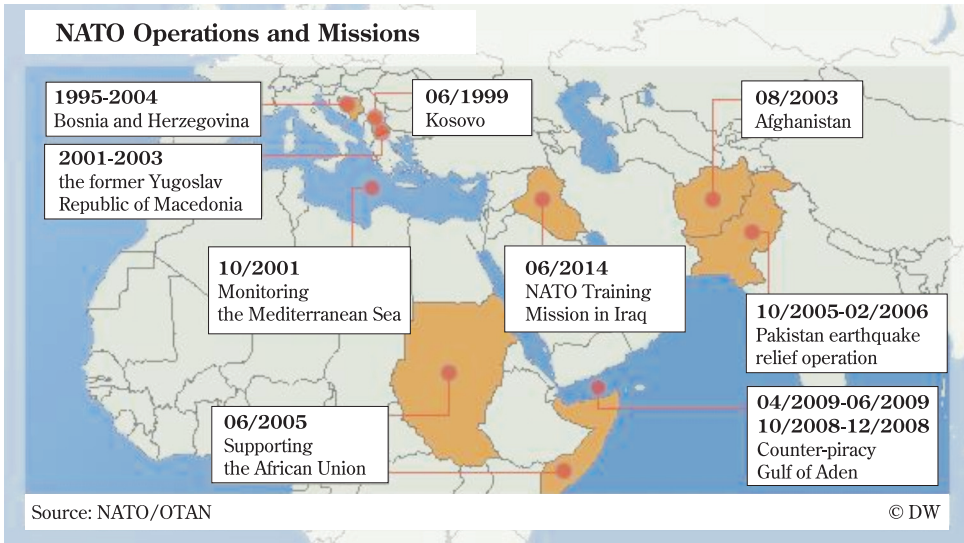 NATO Operations and Missions
1995-2004
Bosnia and Herzegovina
06/1999
Kosovo
08/2003
Afghanistan
2001-2003
the former Yugoslav
Republic of Macedonia
10/2001
Monitoring
the Mediterranean Sea
06/2014
NATO Training
Mission in Iraq
10/2005-02/2006
Pakistan earthquake
relief operation
04/2009-06/2009
10/2008-12/2008
Counter-piracy
Gulf of Aden
06/2005
Supporting
the African Union
Source: NATO/OTAN
© DW